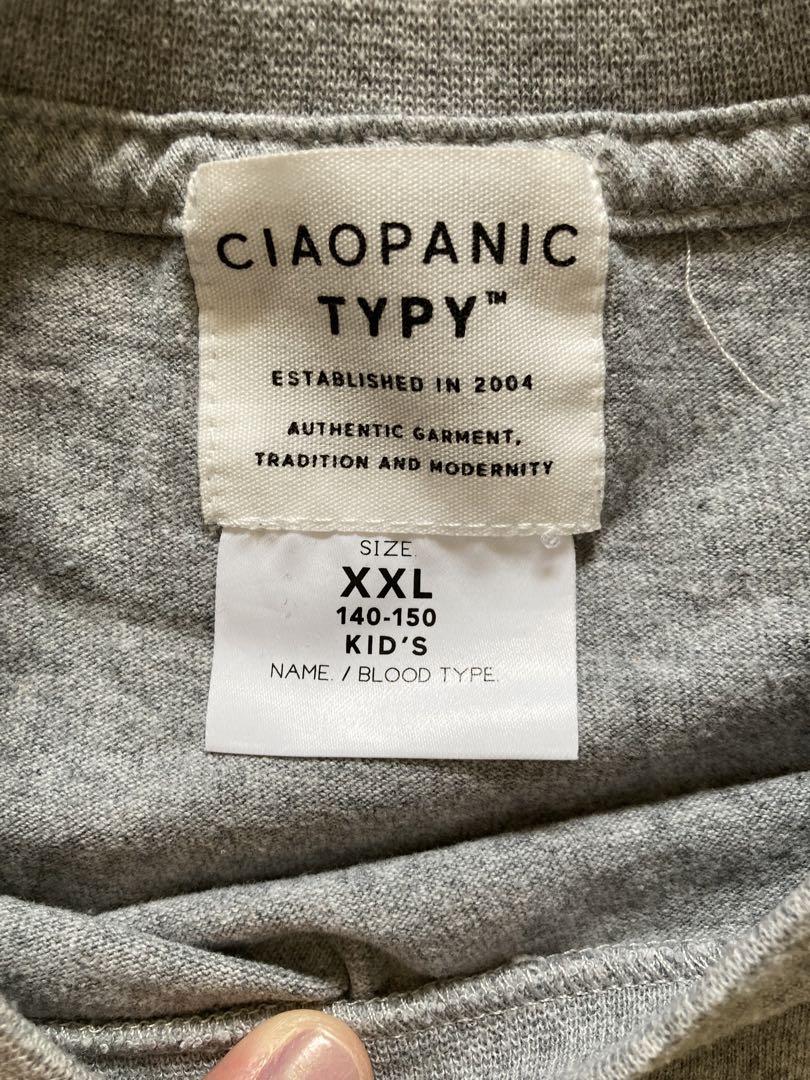 CIAOPANIC
TYPY™
ESTABLISHED IN 2004
AUTHENTIC GARMENT,
TRADITION AND MODERNITY
SIZE.
XXL
140-150
KID'S
NAME. / BLOOD TYPE.